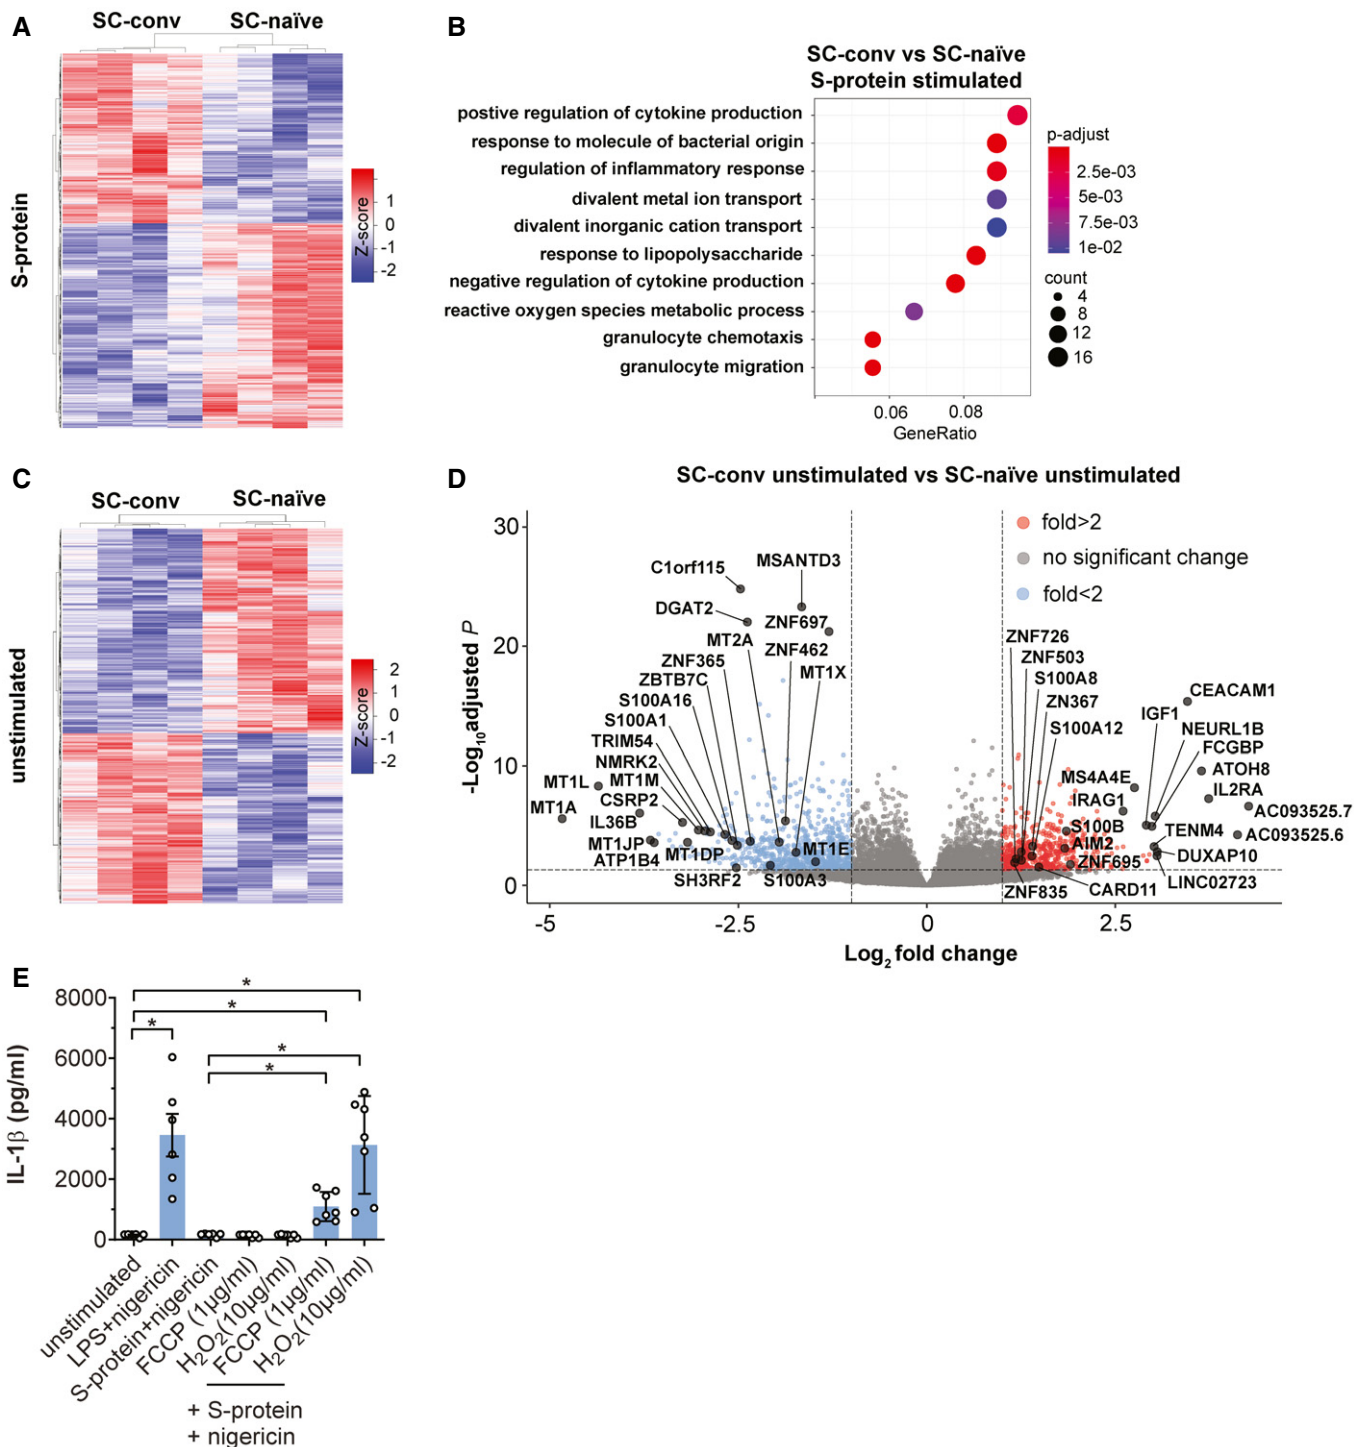 A
SC-conv
SC-naïve
S-protein
1
0
-1
-2
Z-score
B
SC-conv vs SC-naïve
S-protein stimulated
postive regulation of cytokine production
response to molecule of bacterial origin
regulation of inflammatory response
divalent metal ion transport
divalent inorganic cation transport
response to lipopolysaccharide
negative regulation of cytokine production
reactive oxygen species metabolic process
granulocyte chemotaxis
granulocyte migration
0.06
0.08
GeneRatio
p-adjust
2.5e-03
5e-03
7.5e-03
1e-02
count
4
8
12
16
C
SC-conv
SC-naïve
unstimulated
2
1
0
-1
-2
Z-score
D
SC-conv unstimulated vs SC-naïve unstimulated
fold>2
no significant change
fold<2
-Log10adjusted P
30
20
10
0
C1orf115
MSANTD3
DGAT2
ZNF697
MT2A
ZNF462
ZNF365
MT1X
ZBTB7C
S100A16
S100A1
TRIM54
NMRK2
MT1L
MT1M
MT1A
CSRP2
IL36B
MT1JP
ATP1B4
MT1DP
MT1E
SH3RF2
S100A3
ZNF726
ZNF503
S100A8
ZN367
S100A12
CEACAM1
IGF1
NEURL1B
FCGBP
MS4A4E
ATOH8
IRAG1
IL2RA
AC093525.7
S100B
TENM4
AC093525.6
AIM2
DUXAP10
ZNF695
LINC02723
ZNF835
CARD11
-5
-2.5
0
2.5
Log2 fold change
E
IL-1β (pg/ml)
8000
6000
4000
2000
0
*
*
*
*
*
unstimulated
LPS+nigericin
S-protein+nigericin
FCCP (1µg/ml)
H2O2(10µg/ml)
FCCP (1µg/ml)
H2O2(10µg/ml)
+ S-protein
+ nigericin